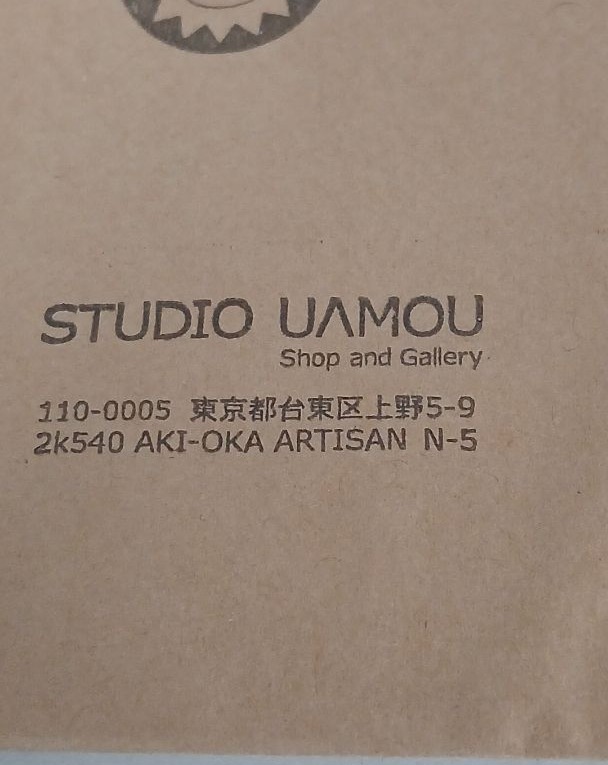 STUDIO UAMOU
Shop and Gallery
110-0005 東京都台東区上野5-9
2k540 AKI-OKA ARTISAN N-5